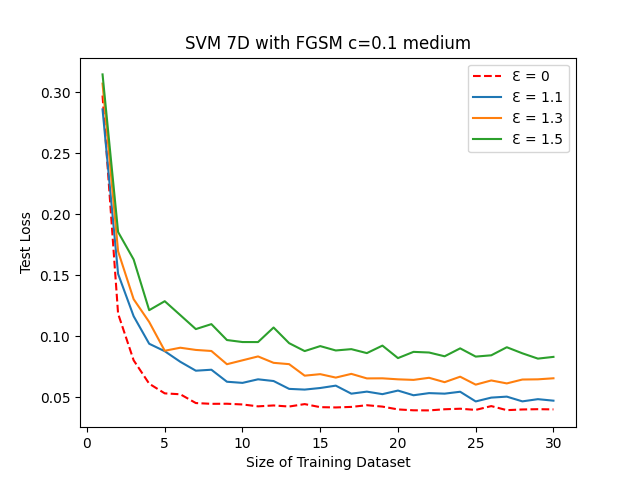 SVM 7D with FGSM c=0.1 medium
Ɛ = 0
Ɛ = 1.1
Ɛ = 1.3
Ɛ = 1.5
Test Loss
0.30
0.25
0.20
0.15
0.10
0.05
0 5 10 15 20 25 30
Size of Training Dataset